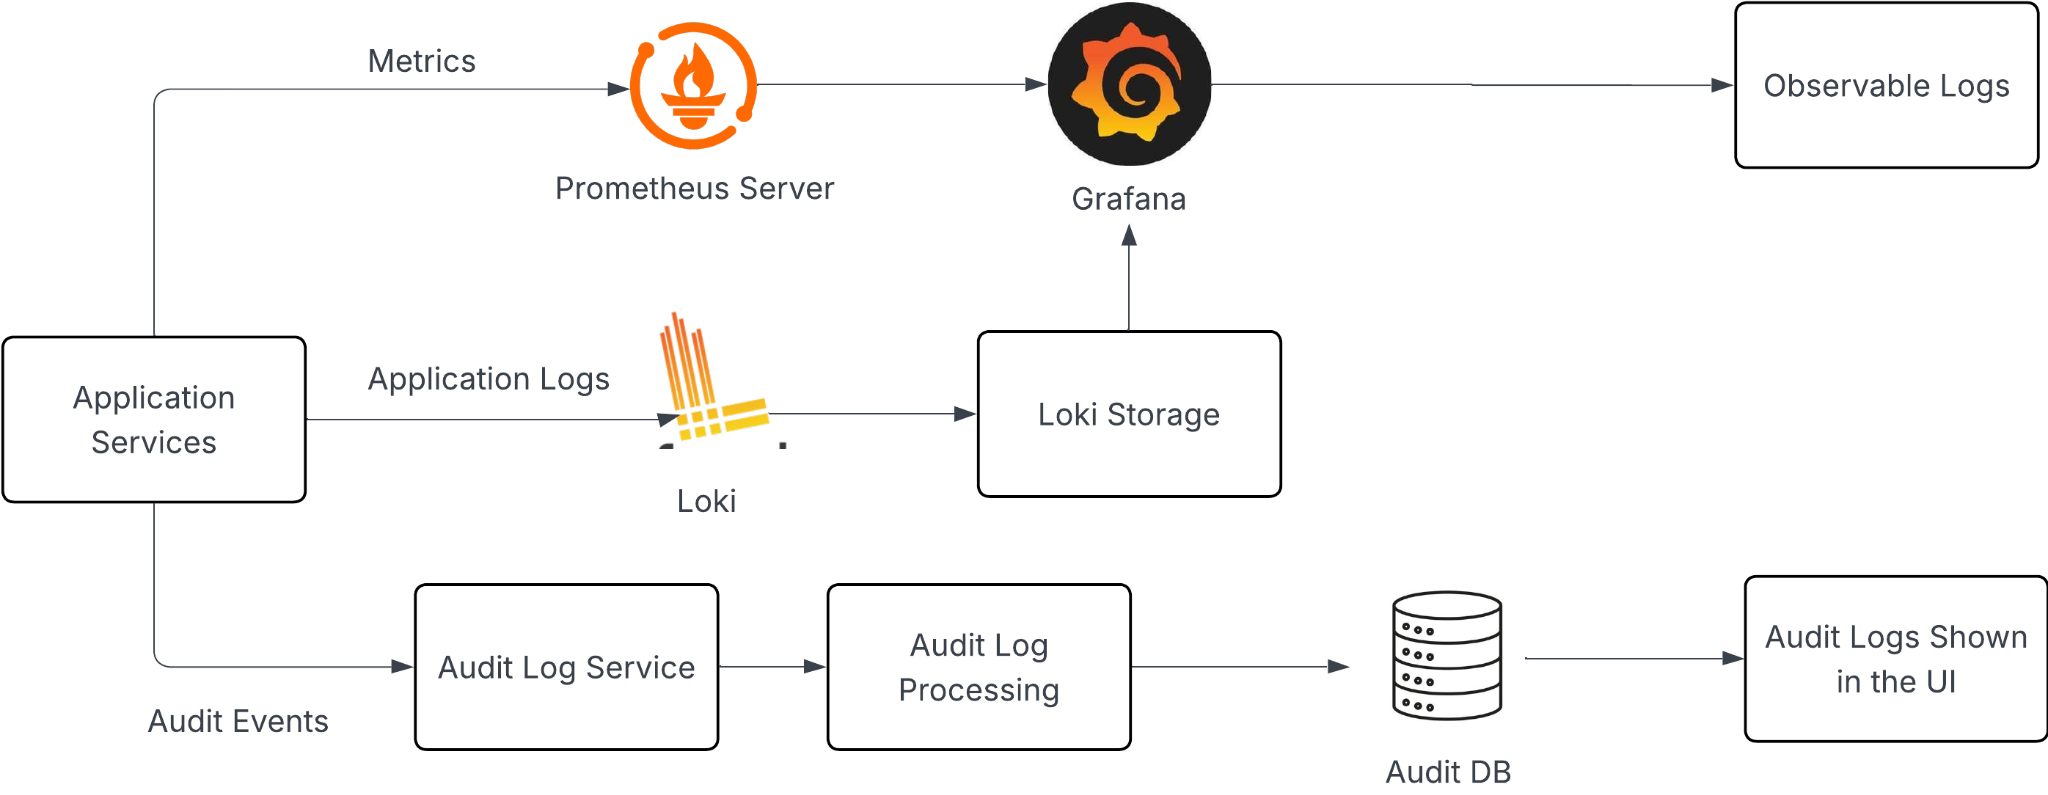 Metrics
Observable Logs
Prometheus Server
Grafana
Application Logs
Application
Services
Loki Storage
Loki
Audit Log Service
Audit Log
Processing
Audit Logs Shown
in the UI
Audit Events
Audit DB